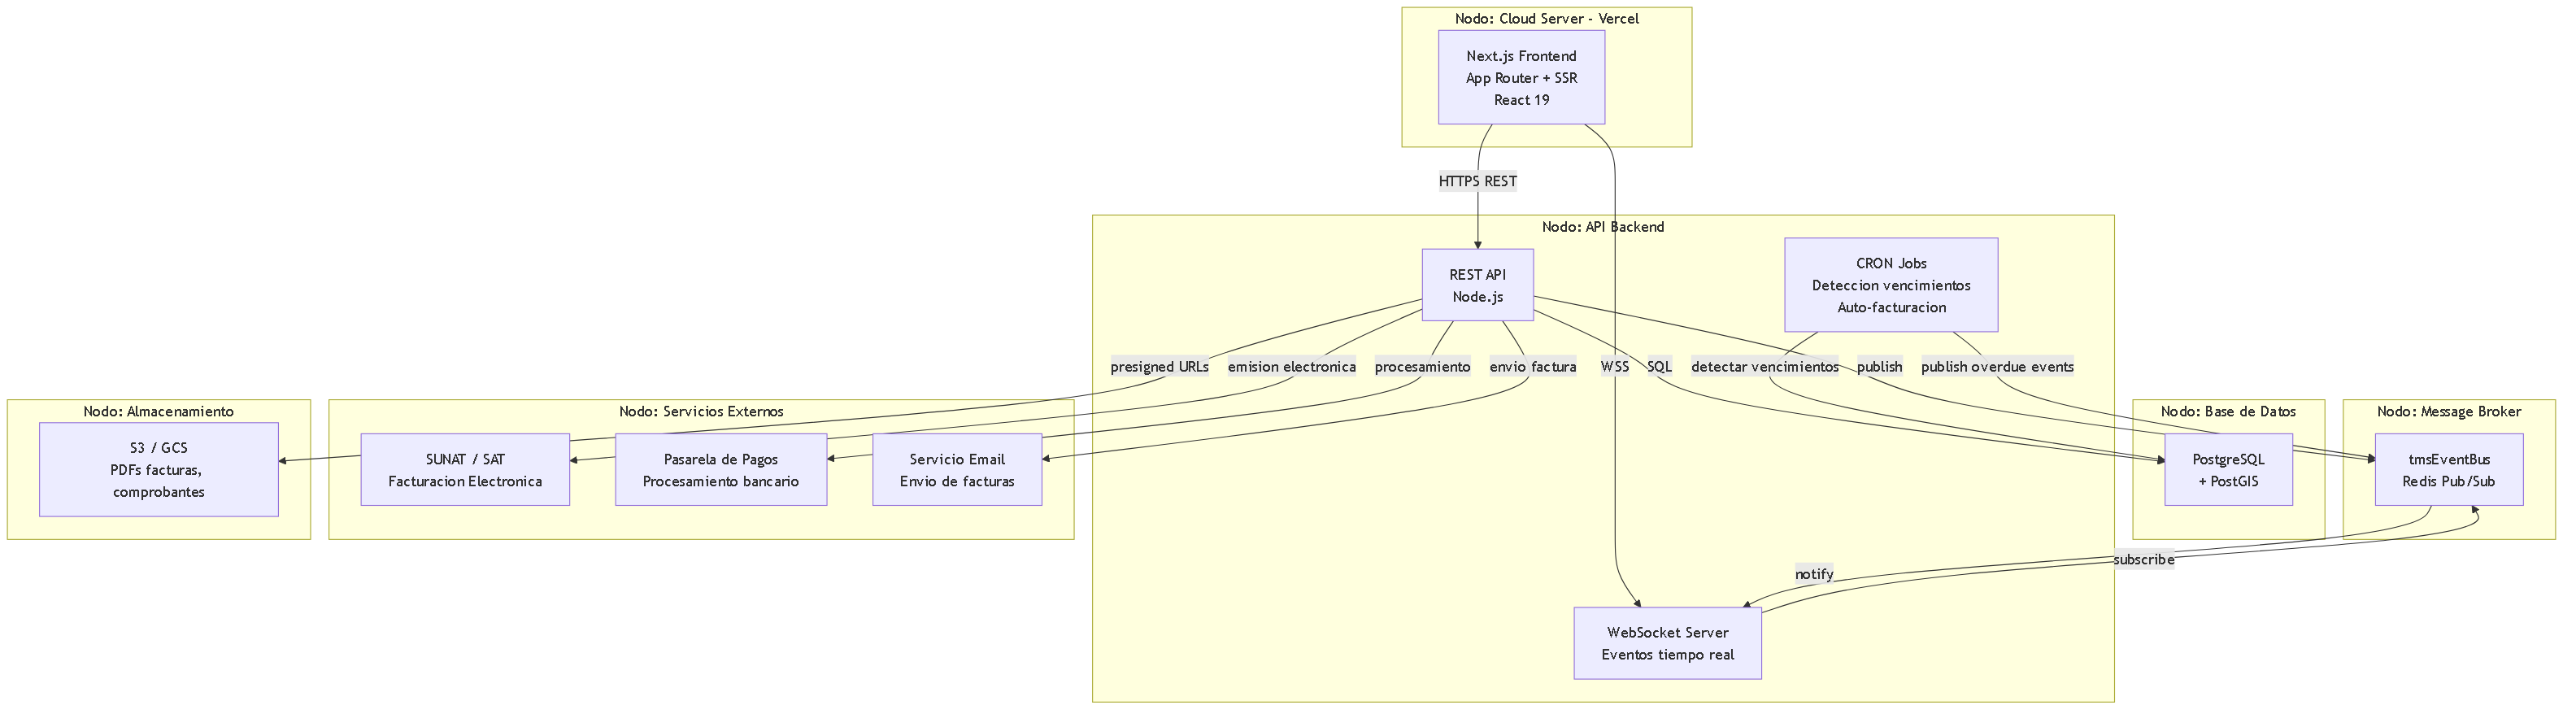 Nodo: Cloud Server - Vercel
Next.js Frontend
App Router + SSR
React 19
HTTPS REST
Nodo: API Backend
REST API
Node.js
CRON Jobs
Deteccion vencimientos
Auto-facturacion
presigned URLs
emision electronica
procesamiento
envio factura
WSS
SQL
detectar vencimientos
publish
publish overdue events
Nodo: Almacenamiento
S3 / GCS
PDFs facturas,
comprobantes
Nodo: Servicios Externos
SUNAT / SAT
Facturacion Electronica
Pasarela de Pagos
Procesamiento bancario
Servicio Email
Envio de facturas
Nodo: Base de Datos
PostgreSQL
+ PostGIS
Nodo: Message Broker
tmsEventBus
Redis Pub/Sub
notify
subscribe
WebSocket Server
Eventos tiempo real